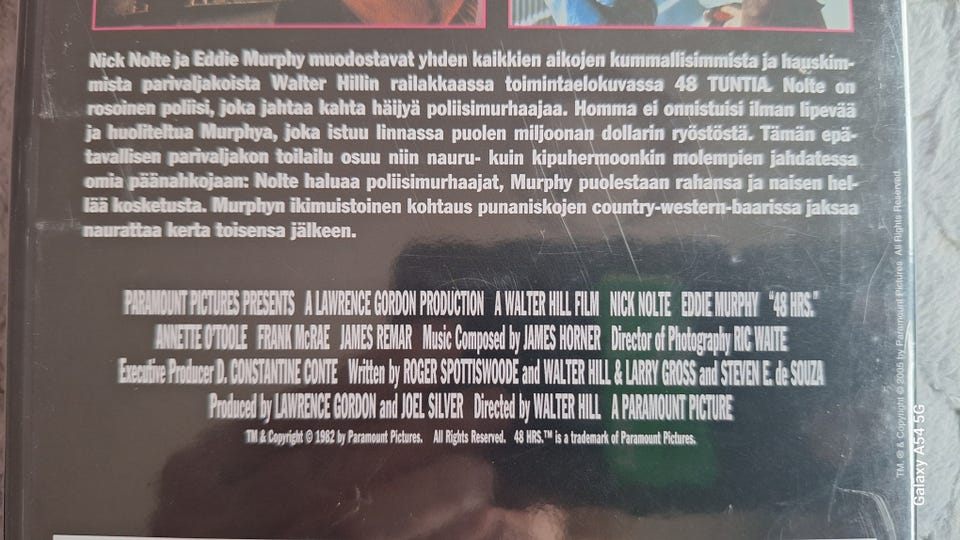 Nick Nolte ja Eddie Murphy muodostavat yhden kaikkien aikojen kummallisimmista ja hauskim-
mista parivaljakoista Walter Hillin railakkaassa toimintaelokuvassa 48 TUNTIA. Nolte on
rosoinen poliisi, joka jahtaa kahta häijyä poliisimurhaajaa. Homma ei onnistuisi ilman lipevää
ja huoliteltua Murphya, joka istuu linnassa puolen miljoonan dollarin ryöstöstä. Tämän epä-
tavallisen parivaljakon toilailu osuu niin nauru- kuin kipuhermoonkin molempien jahdatessa
omia päänahkojaan: Nolte haluaa poliisimurhaajat, Murphy puolestaan rahansa ja naisen hel-
lää kosketusta. Murphyn ikimuistoinen kohtaus punaniskojen country-western-baarissa jaksaa
naurattaa kerta toisensa jälkeen.
PARAMOUNT PICTURES PRESENTS A LAWRENCE GORDON PRODUCTION A WALTER HILL FILM NICK NOLTE EDDIE MURPHY "48 HRS."
ANNETTE O'TOOLE FRANK McRAE JAMES REMAR Music Composed by JAMES HORNER Director of Photography RIC WAITE
Executive Producer D. CONSTANTINE CONTE Written by ROGER SPOTTISWOODE and WALTER HILL & LARRY GROSS and STEVEN E. de SOUZA
Produced by LAWRENCE GORDON and JOEL SILVER Directed by WALTER HILL A PARAMOUNT PICTURE
TM & Copyright © 1982 by Paramount Pictures. All Rights Reserved. 48 HRS.™ is a trademark of Paramount Pictures.
TM, ® & Copyright © 2005 by Paramount Pictures. All Rights Reserved.
Galaxy A54 5G